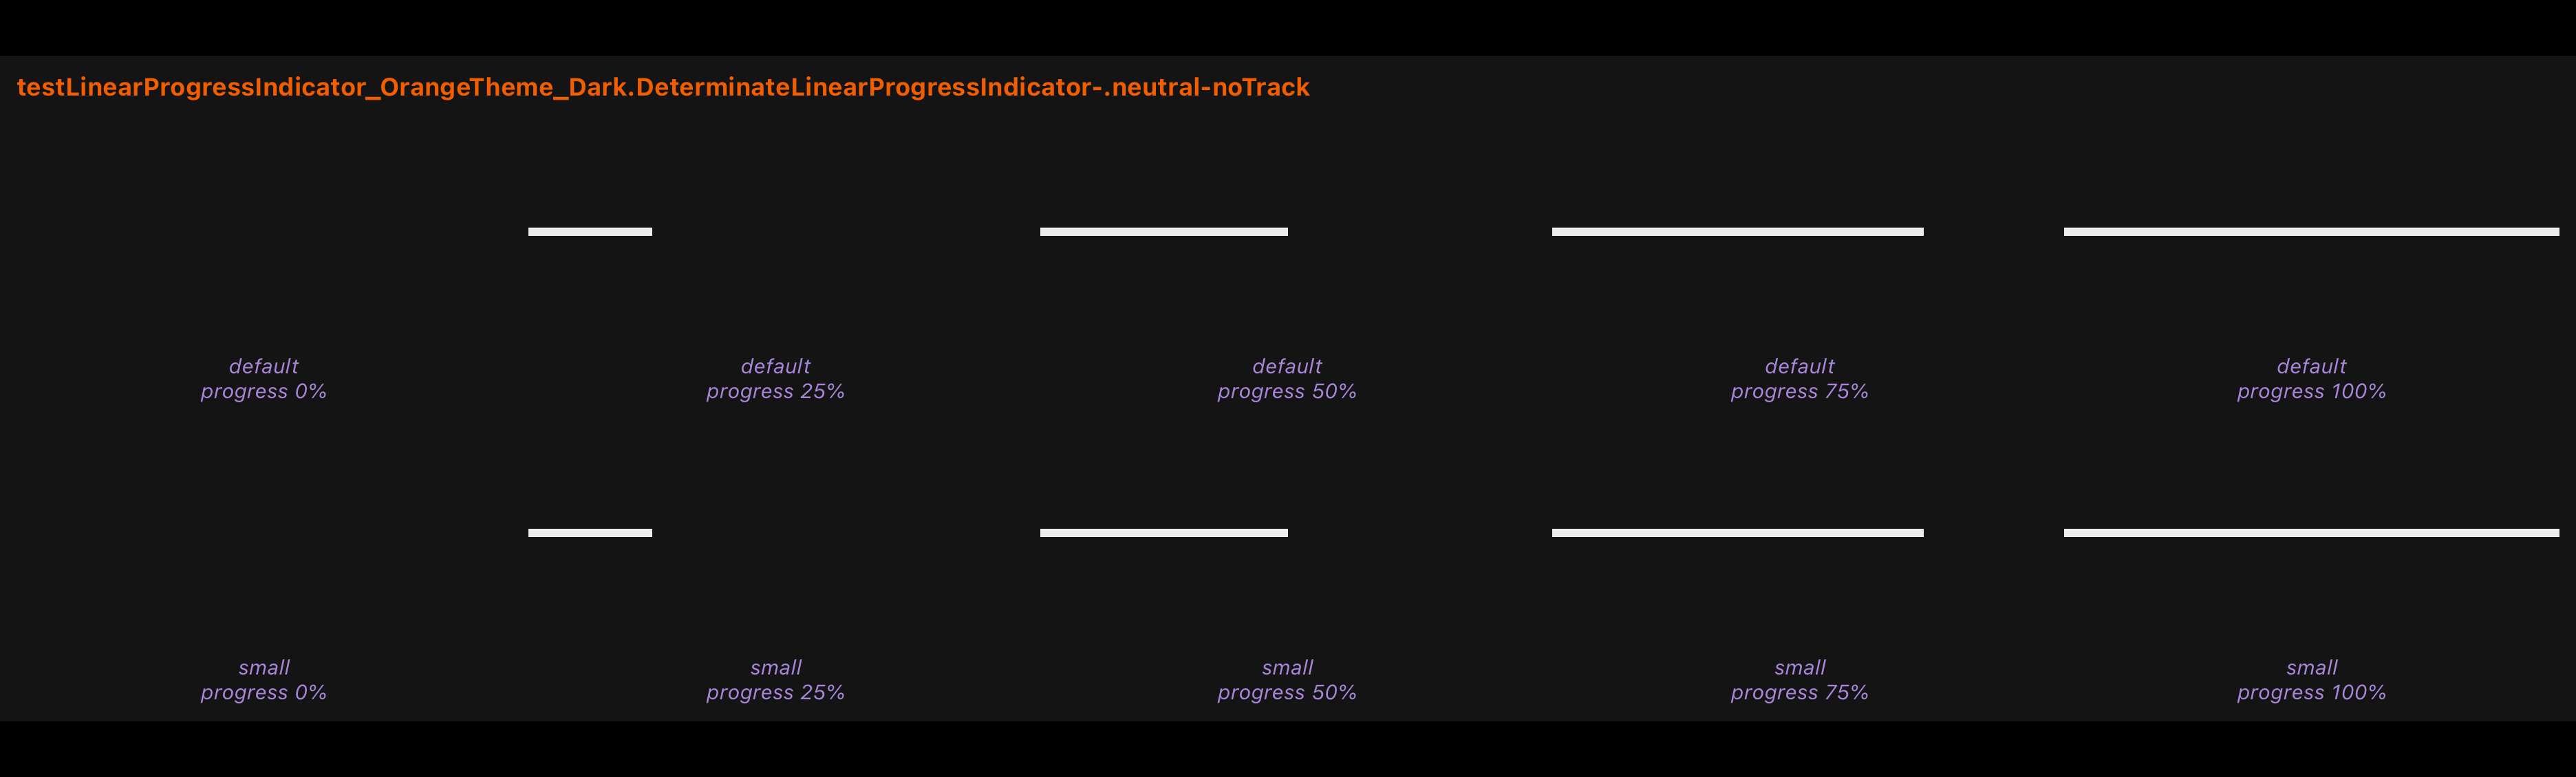 testLinearProgressIndicator_OrangeTheme_Dark.DeterminateLinearProgressIndicator-.neutral-noTrack
default
progress 0%
default
progress 25%
default
progress 50%
default
progress 75%
default
progress 100%
small
progress 0%
small
progress 25%
small
progress 50%
small
progress 75%
small
progress 100%